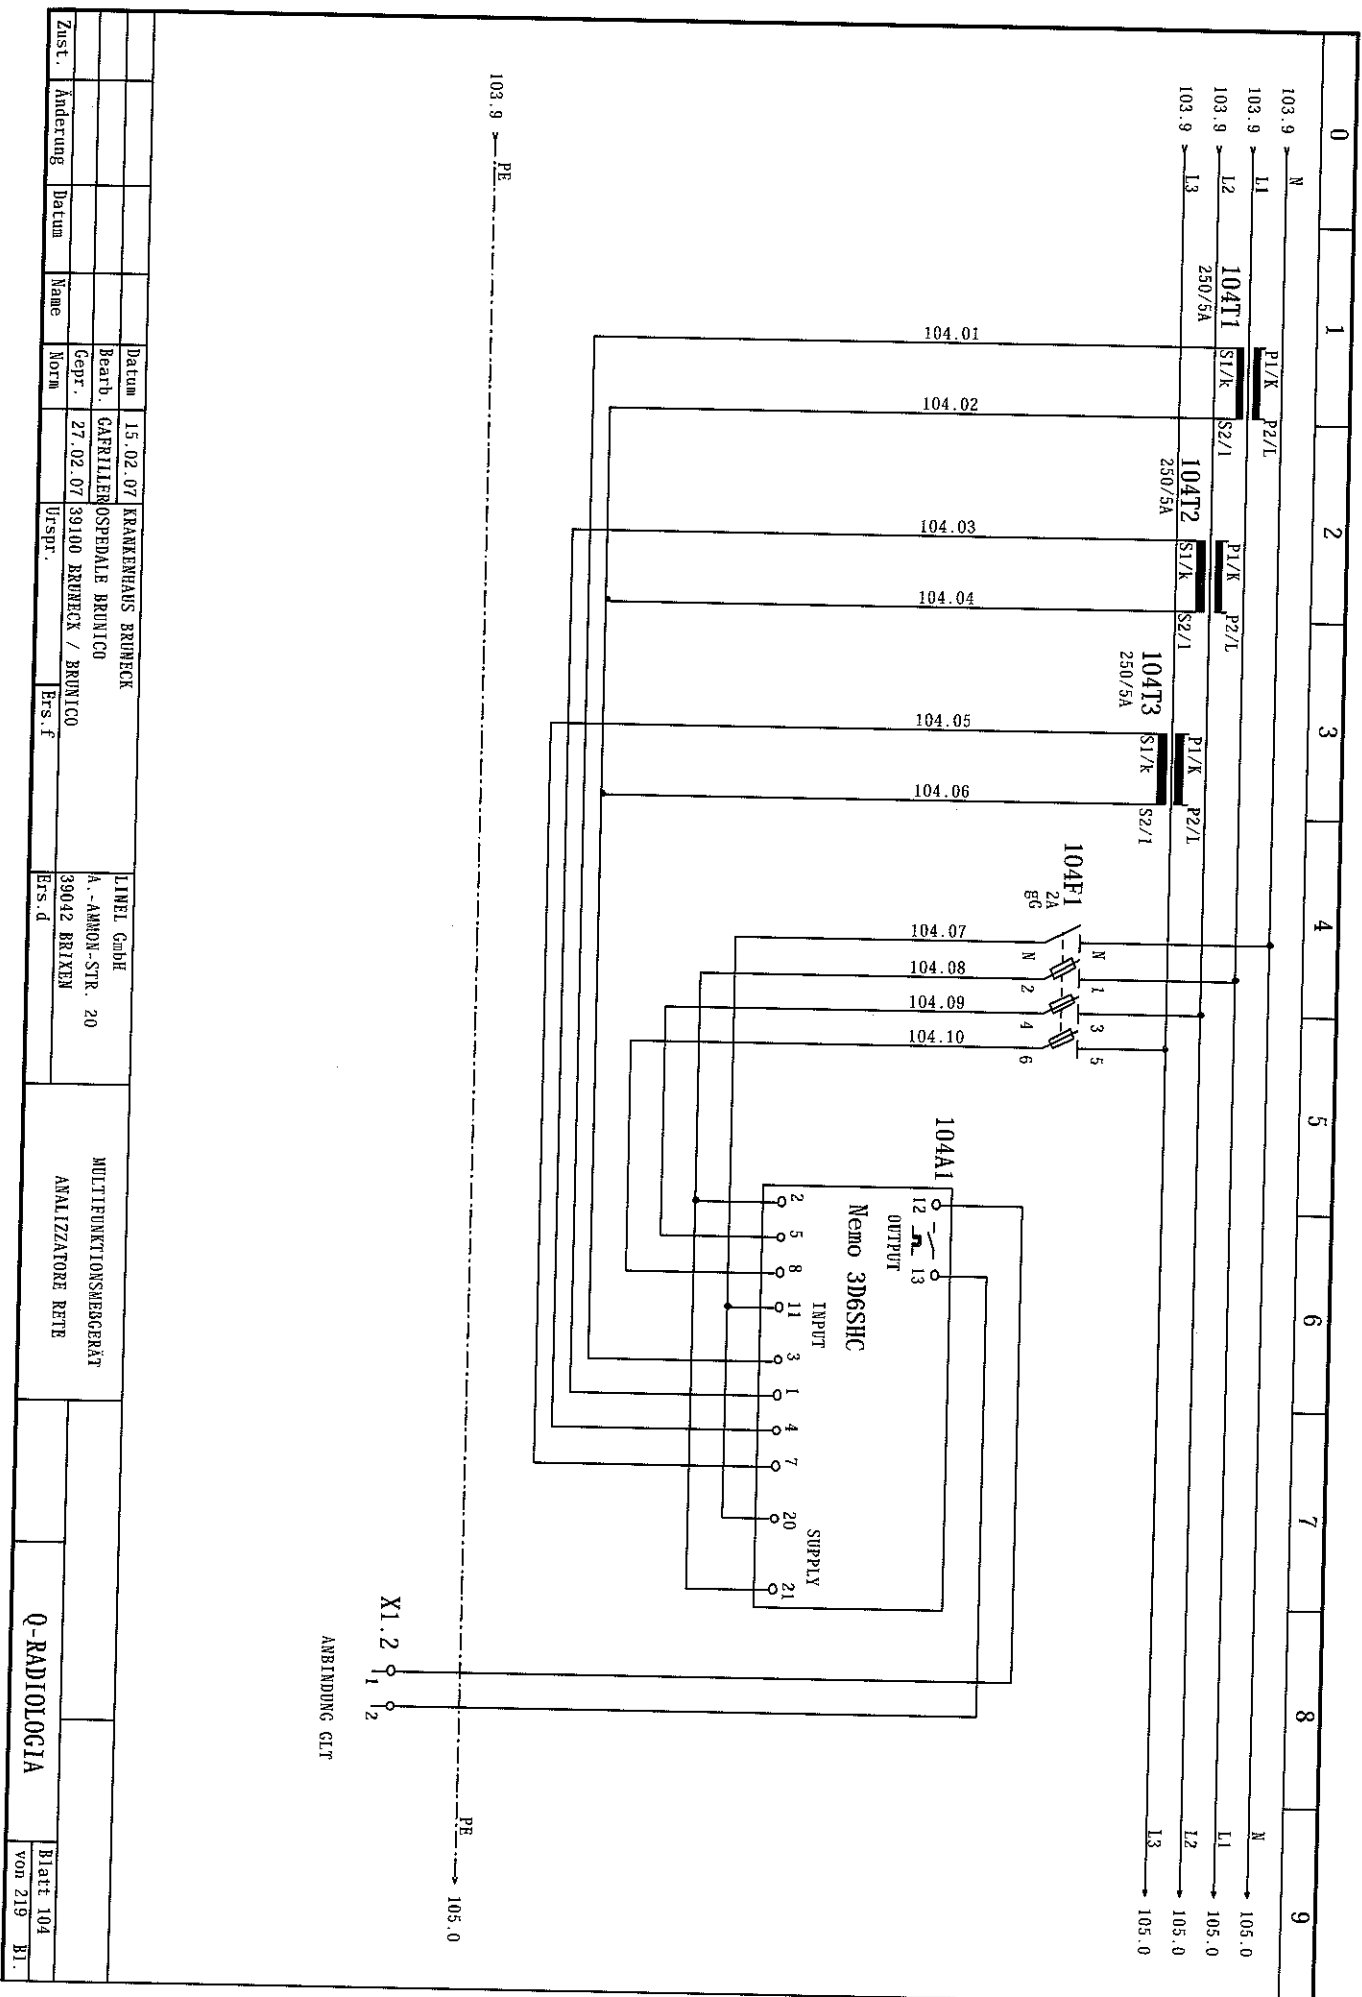 0 1 2 3 4 5 6 7 8 9
103.9 N N 105.0
103.9 L1 L1 105.0
103.9 L2 L2 105.0
103.9 L3 L3 105.0
104T1
250/5A
P1/K P2/L
S1/k S2/l
104T2
250/5A
P1/K P2/L
S1/k S2/l
104T3
250/5A
P1/K P2/L
S1/k S2/l
104F1
2A
gG
N 1 3 5
N 2 4 6
104.01
104.02
104.03
104.04
104.05
104.06
104.07
104.08
104.09
104.10
104A1
12 13
OUTPUT
Nemo 3D6SHC
INPUT SUPPLY
2 5 8 11 3 1 4 7 20 21
103.9 PE PE 105.0
X1.2
1 2
ANBINDUNG GLT
Zust. Änderung Datum Name
Datum 15.02.07
Bearb. GAFRILLER
Gepr. 27.02.07
Norm
KRANKENHAUS BRUNECK
OSPEDALE BRUNICO
39100 BRUNECK / BRUNICO
Urspr. Ers.f Ers.d
LINEL GmbH
A.-AMMON-STR. 20
39042 BRIXEN
MULTIFUNKTIONSMEßGERÄT
ANALIZZATORE RETE
Q-RADIOLOGIA
Blatt 104
von 219 Bl.